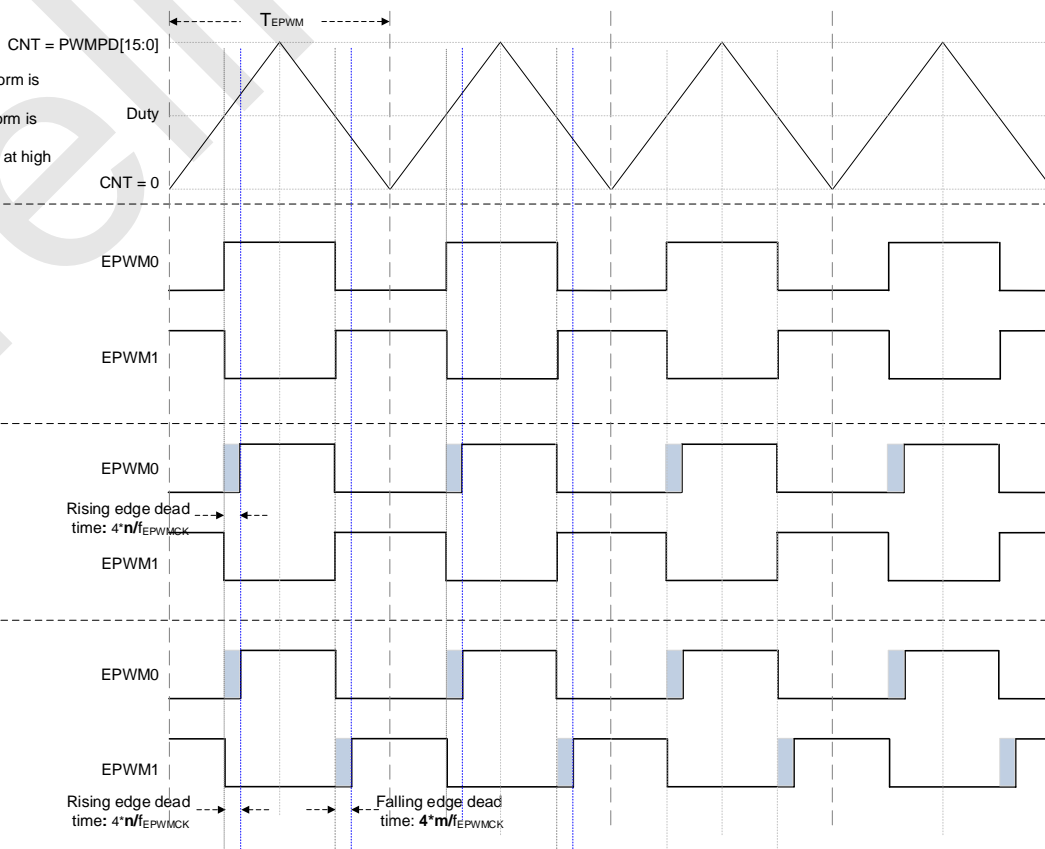 TEPWM
CNT = PWMPD[15:0]
orm is
Duty
orm is
at high
CNT = 0
EPWM0
EPWM1
EPWM0
Rising edge dead
time: 4*n/fEPWMCK
EPWM1
EPWM0
EPWM1
Rising edge dead
time: 4*n/fEPWMCK
Falling edge dead
time: 4*m/fEPWMCK